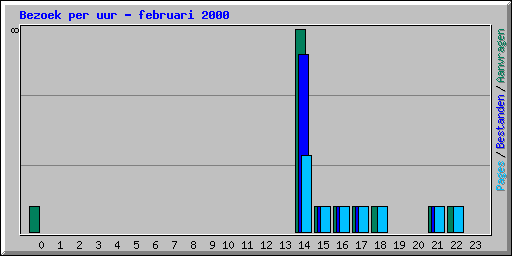 Bezoek per uur - februari 2000
8
Pages/Bestanden/Aanvragen
0 1 2 3 4 5 6 7 8 9 10 11 12 13 14 15 16 17 18 19 20 21 22 23